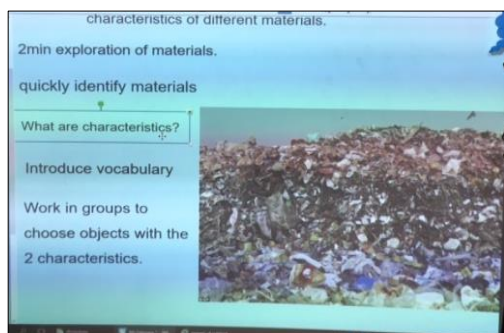 characteristics of different materials.
2min exploration of materials.
quickly identify materials
What are characteristics?
Introduce vocabulary
Work in groups to
choose objects with the
2 characteristics.